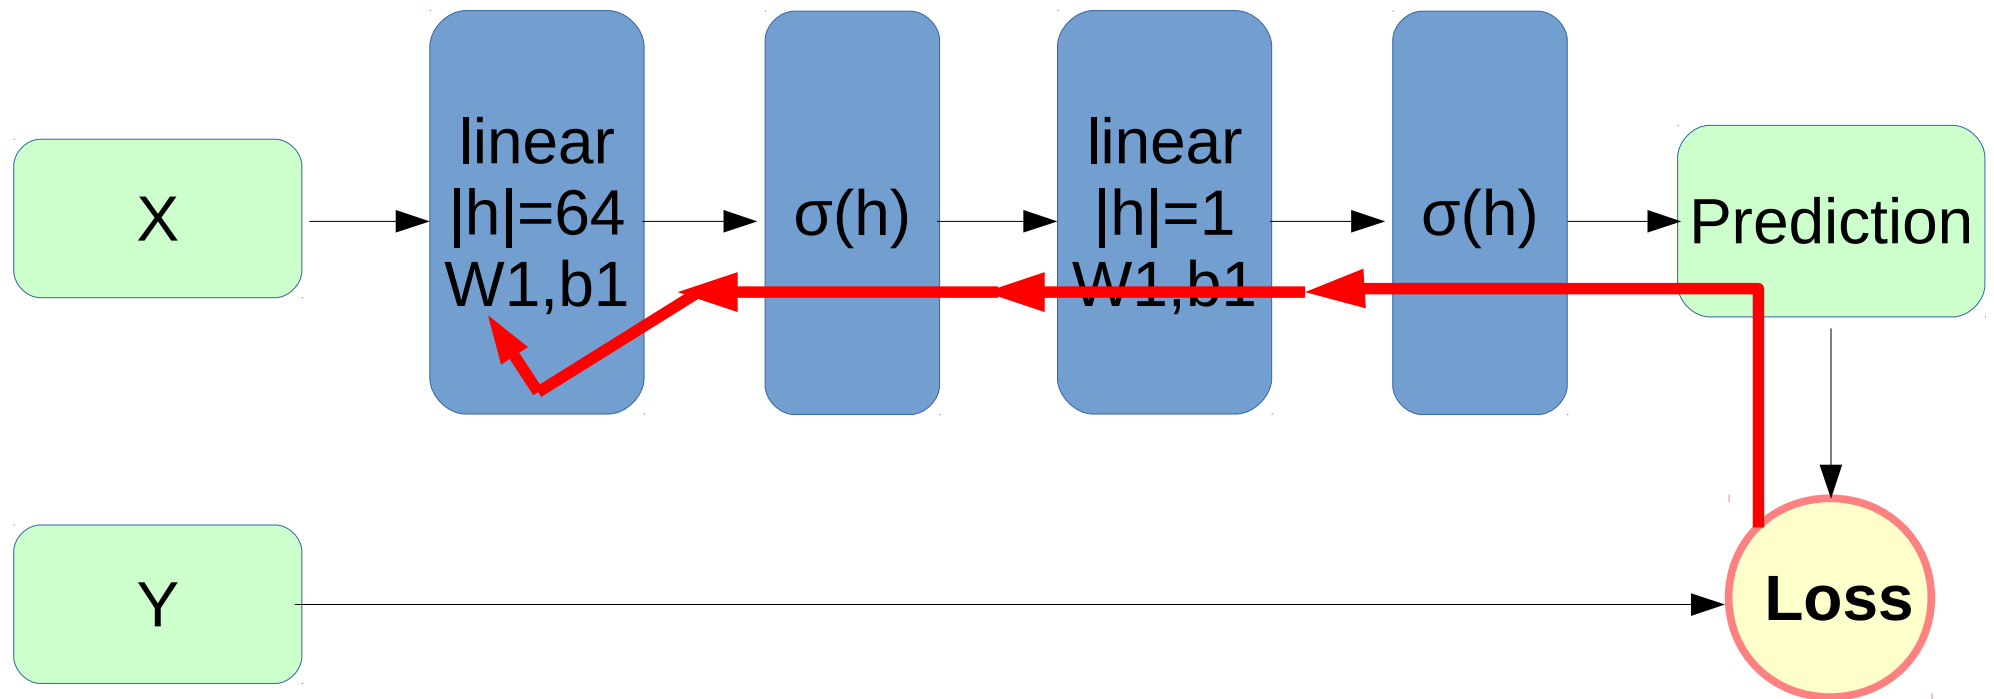 X
linear
|h|=64
W1,b1
σ(h)
linear
|h|=1
W1,b1
σ(h)
Prediction
Y
Loss